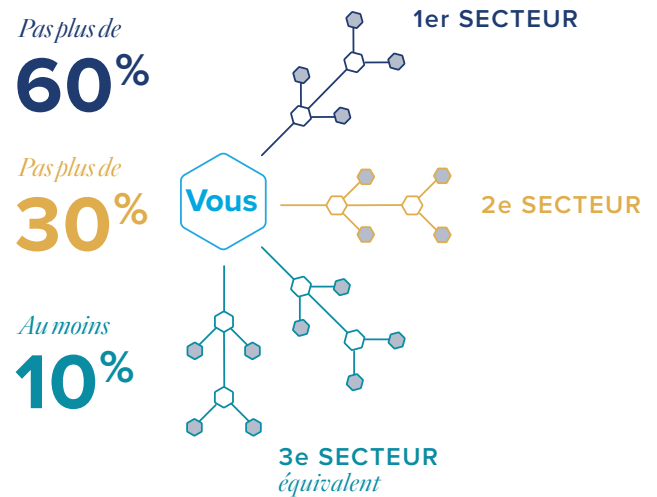 Pas plus de
60%
1er SECTEUR
Pas plus de
30%
Vous
2e SECTEUR
Au moins
10%
3e SECTEUR
équivalent